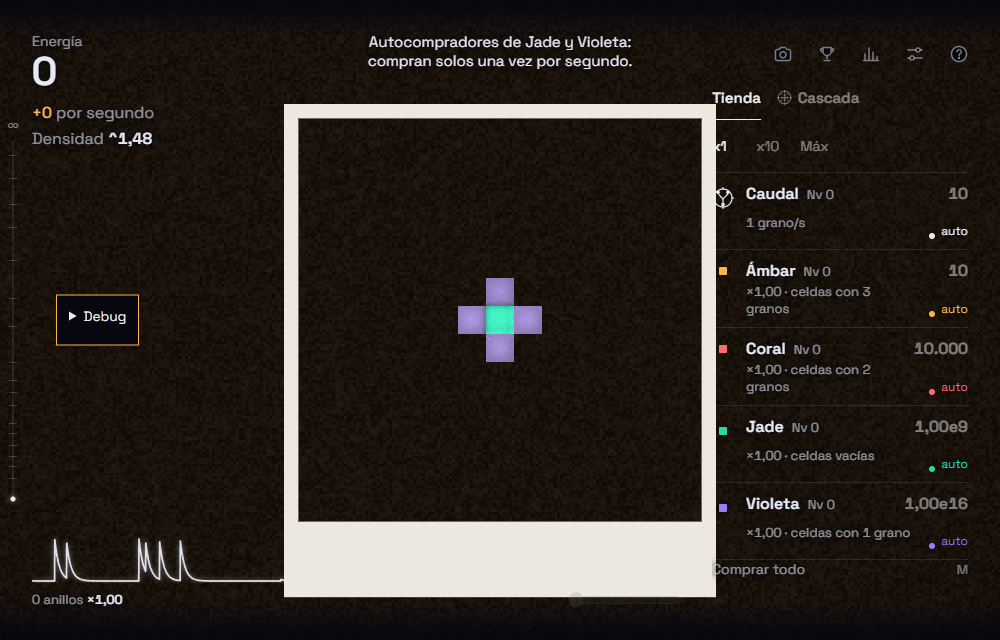 Energía
0
+0 por segundo
Densidad ^1,48
∞
Autocompradores de Jade y Violeta:
compran solos una vez por segundo.
Tienda
Cascada
x1
x10
Máx
Caudal Nv 0
10
1 grano/s
auto
Ámbar Nv 0
10
×1,00 · celdas con 3
granos
auto
Coral Nv 0
10.000
×1,00 · celdas con 2
granos
auto
Jade Nv 0
1,00e9
×1,00 · celdas vacías
auto
Violeta Nv 0
1,00e16
×1,00 · celdas con 1 grano
auto
Comprar todo
M
▶ Debug
0 anillos ×1,00